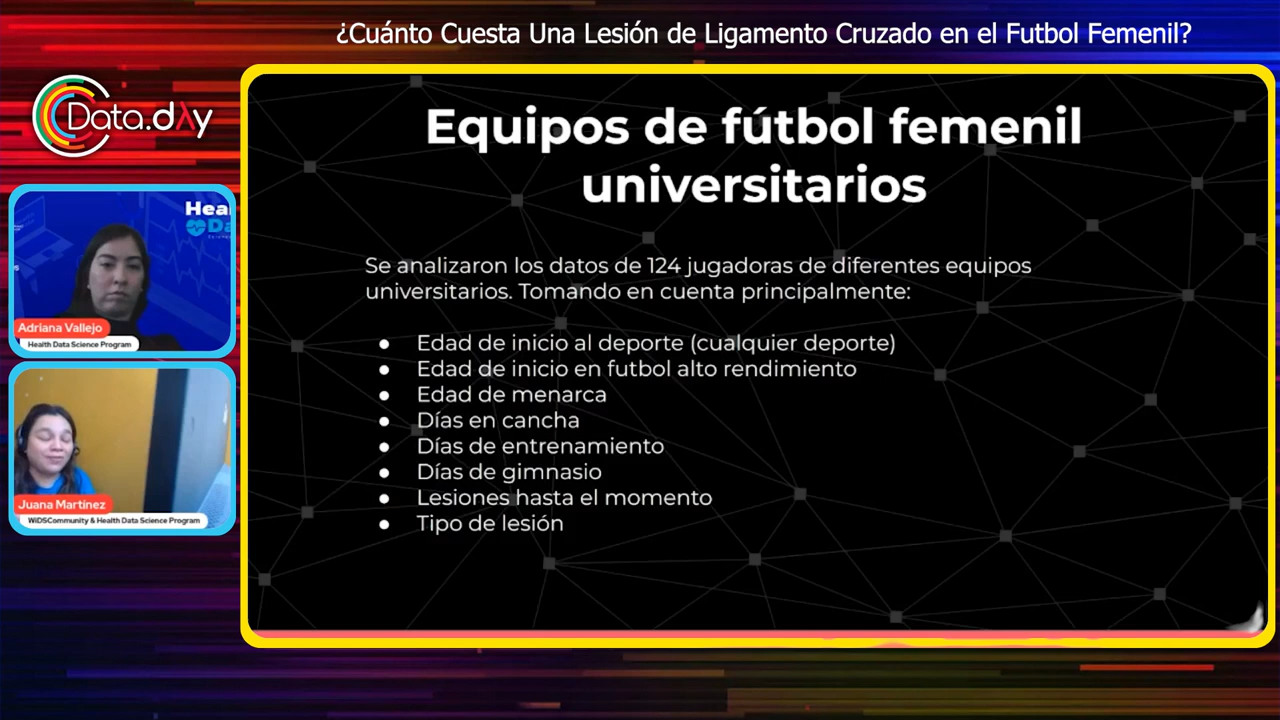 ¿Cuánto Cuesta Una Lesión de Ligamento Cruzado en el Futbol Femenil?
Data.dAy
Equipos de fútbol femenil
universitarios
Se analizaron los datos de 124 jugadoras de diferentes equipos
universitarios. Tomando en cuenta principalmente:
● Edad de inicio al deporte (cualquier deporte)
● Edad de inicio en futbol alto rendimiento
● Edad de menarca
● Días en cancha
● Días de entrenamiento
● Días de gimnasio
● Lesiones hasta el momento
● Tipo de lesión
Hea
Da
Adriana Vallejo
Health Data Science Program
Juana Martínez
WiDSCommunity & Health Data Science Program